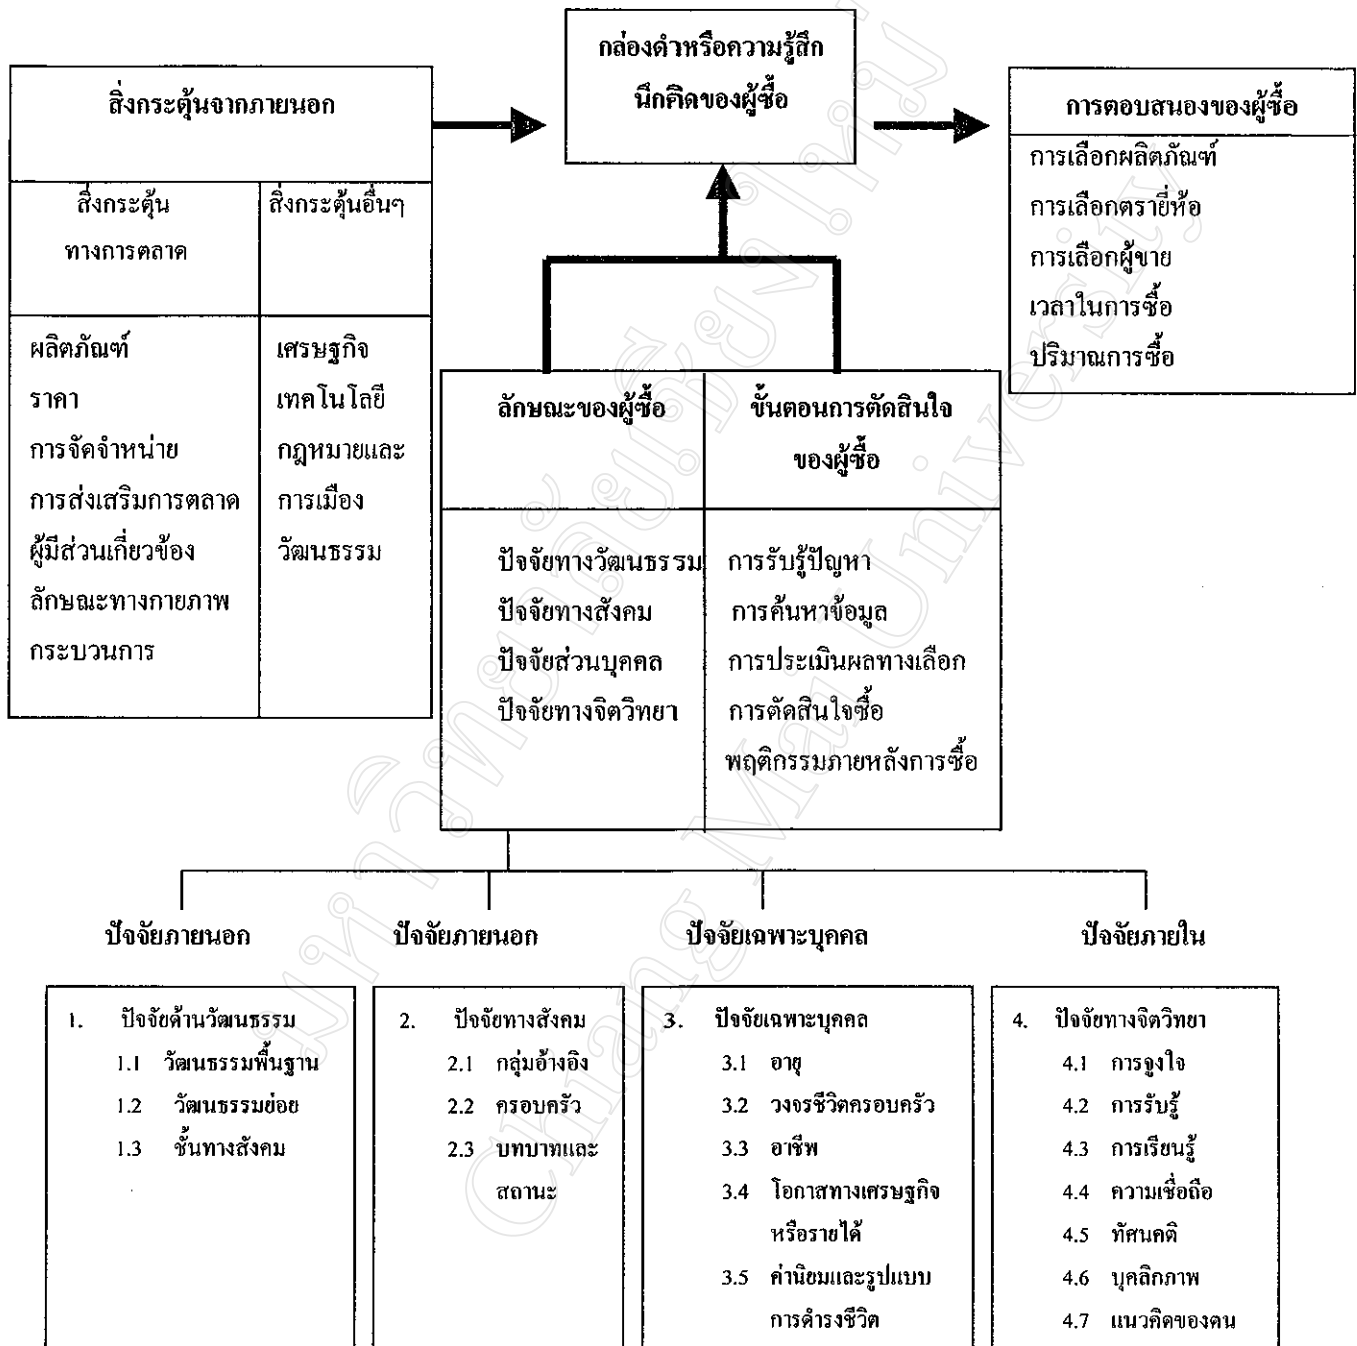 กล่องดำหรือความรู้สึก
นึกคิดของผู้ซื้อ
สิ่งกระตุ้นจากภายนอก
สิ่งกระตุ้น
ทางการตลาด
สิ่งกระตุ้นอื่นๆ
ผลิตภัณฑ์
ราคา
การจัดจำหน่าย
การส่งเสริมการตลาด
ผู้มีส่วนเกี่ยวข้อง
ลักษณะทางกายภาพ
กระบวนการ
เศรษฐกิจ
เทคโนโลยี
กฎหมายและ
การเมือง
วัฒนธรรม
การตอบสนองของผู้ซื้อ
การเลือกผลิตภัณฑ์
การเลือกตรายี่ห้อ
การเลือกผู้ขาย
เวลาในการซื้อ
ปริมาณการซื้อ
ลักษณะของผู้ซื้อ
ปัจจัยทางวัฒนธรรม
ปัจจัยทางสังคม
ปัจจัยส่วนบุคคล
ปัจจัยทางจิตวิทยา
ขั้นตอนการตัดสินใจ
ของผู้ซื้อ
การรับรู้ปัญหา
การค้นหาข้อมูล
การประเมินผลทางเลือก
การตัดสินใจซื้อ
พฤติกรรมภายหลังการซื้อ
ปัจจัยภายนอก
1. ปัจจัยด้านวัฒนธรรม
1.1 วัฒนธรรมพื้นฐาน
1.2 วัฒนธรรมย่อย
1.3 ชั้นทางสังคม
ปัจจัยภายนอก
2. ปัจจัยทางสังคม
2.1 กลุ่มอ้างอิง
2.2 ครอบครัว
2.3 บทบาทและ
สถานะ
ปัจจัยเฉพาะบุคคล
3. ปัจจัยเฉพาะบุคคล
3.1 อายุ
3.2 วงจรชีวิตครอบครัว
3.3 อาชีพ
3.4 โอกาสทางเศรษฐกิจ
หรือรายได้
3.5 ค่านิยมและรูปแบบ
การดำรงชีวิต
ปัจจัยภายใน
4. ปัจจัยทางจิตวิทยา
4.1 การจูงใจ
4.2 การรับรู้
4.3 การเรียนรู้
4.4 ความเชื่อถือ
4.5 ทัศนคติ
4.6 บุคลิกภาพ
4.7 แนวคิดของตน
มหาวิทยาลัยเชียงใหม่
Chiang Mai University